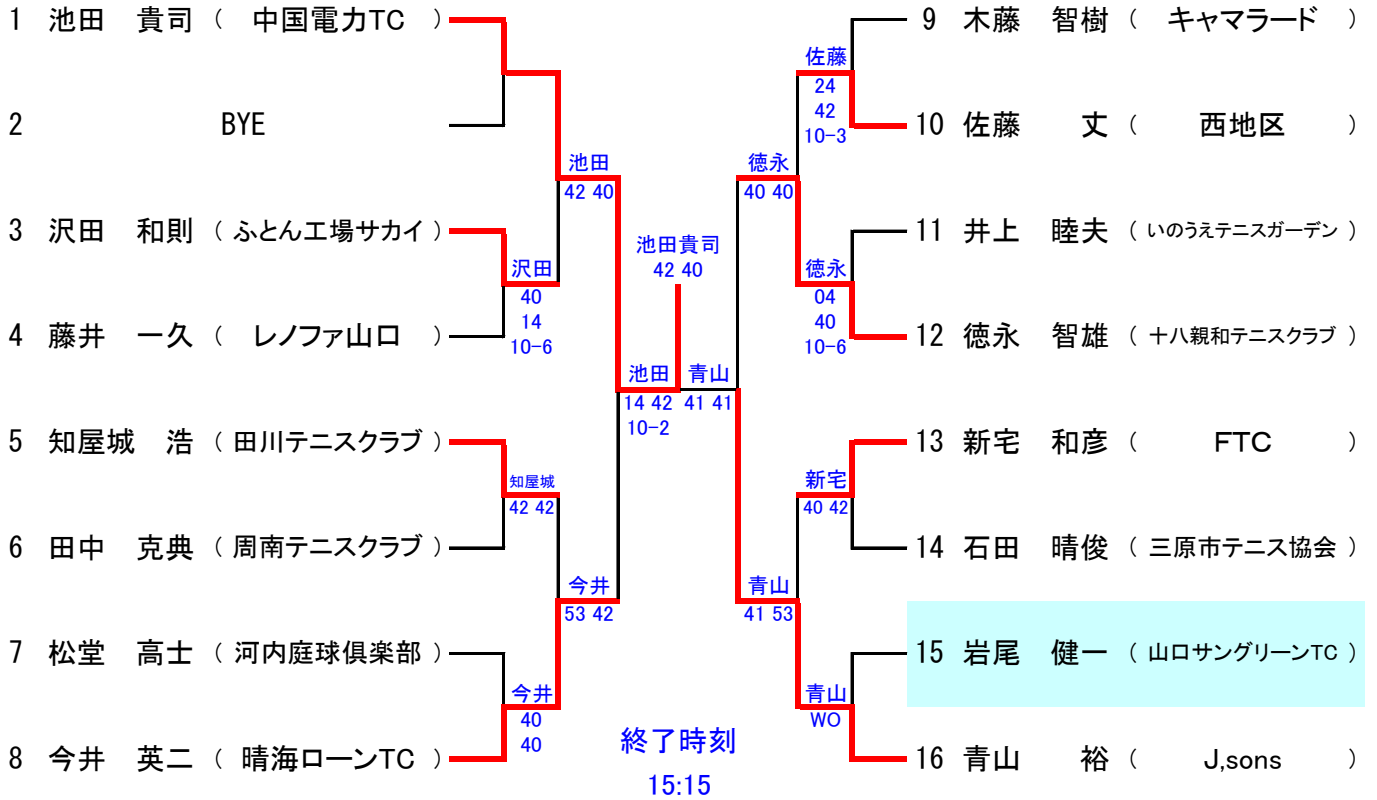 1 池田 貴司 ( 中国電力TC )
2 BYE
3 沢田 和則 ( ふとん工場サカイ )
4 藤井 一久 ( レノファ山口 )
5 知屋城 浩 ( 田川テニスクラブ )
6 田中 克典 ( 周南テニスクラブ )
7 松堂 高士 ( 河内庭球倶楽部 )
8 今井 英二 ( 晴海ローンTC )
沢田
40
14
10-6
知屋城
42 42
今井
40
40
池田
42 40
今井
53 42
池田
14 42
10-2
池田貴司
42 40
青山
41 41
徳永
40 40
青山
41 53
佐藤
24
42
10-3
徳永
04
40
10-6
新宅
40 42
青山
WO
9 木藤 智樹 ( キャマラード )
10 佐藤 丈 ( 西地区 )
11 井上 睦夫 ( いのうえテニスガーデン )
12 徳永 智雄 ( 十八親和テニスクラブ )
13 新宅 和彦 ( FTC )
14 石田 晴俊 ( 三原市テニス協会 )
15 岩尾 健一 ( 山口サングリーンTC )
16 青山 裕 ( J,sons )
終了時刻
15:15